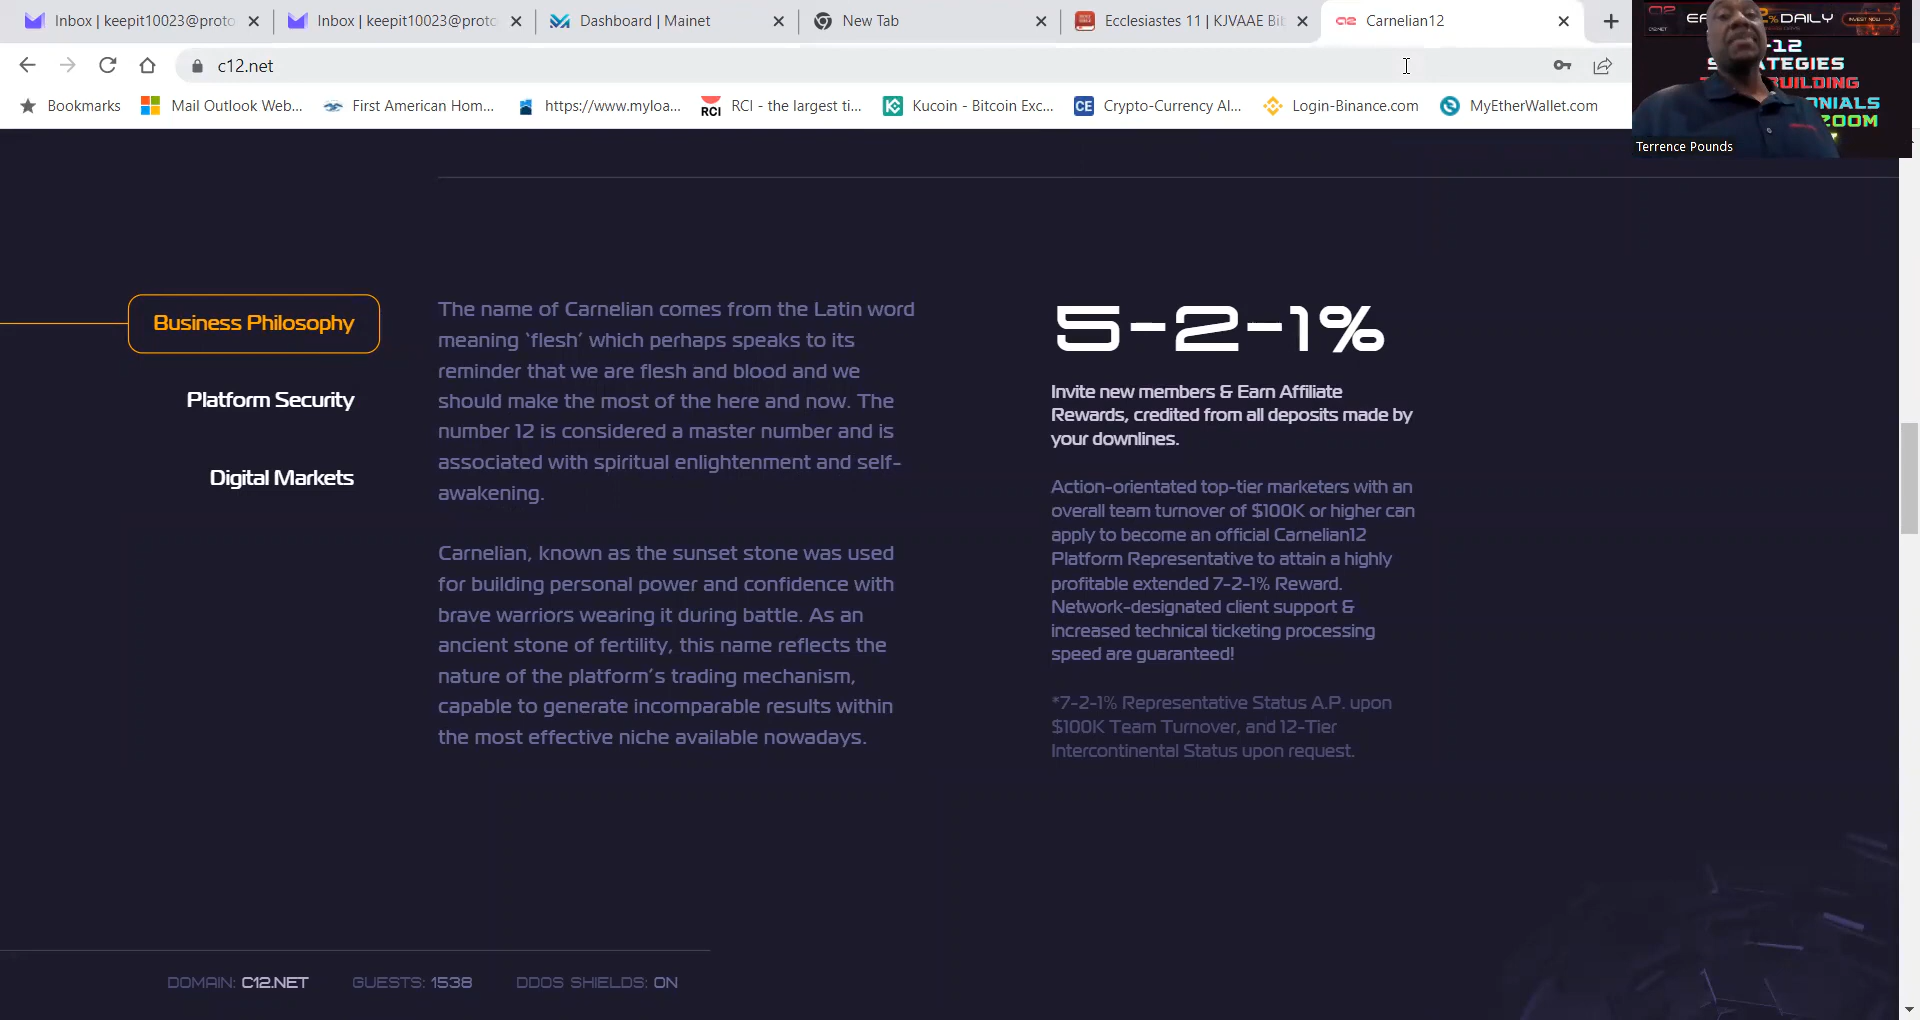 Inbox | keepit10023@proto
Inbox | keepit10023@proto
Dashboard | Mainet
New Tab
Ecclesiastes 11 | KJVAAE Bi
Carnelian12
c12.net
Bookmarks
Mail Outlook Web...
First American Hom...
https://www.myloa...
RCI - the largest ti...
Kucoin - Bitcoin Exc...
Crypto-Currency Al...
Login-Binance.com
MyEtherWallet.com
DAILY
INVEST NOW
BUILDING
ZOOM
Terrence Pounds
Business Philosophy
Platform Security
Digital Markets
The name of Carnelian comes from the Latin word
meaning ‘flesh’ which perhaps speaks to its
reminder that we are flesh and blood and we
should make the most of the here and now. The
number 12 is considered a master number and is
associated with spiritual enlightenment and self-
awakening.
Carnelian, known as the sunset stone was used
for building personal power and confidence with
brave warriors wearing it during battle. As an
ancient stone of fertility, this name reflects the
nature of the platform’s trading mechanism,
capable to generate incomparable results within
the most effective niche available nowadays.
5-2-1%
Invite new members & Earn Affiliate
Rewards, credited from all deposits made by
your downlines.
Action-orientated top-tier marketers with an
overall team turnover of $100K or higher can
apply to become an official Carnelian12
Platform Representative to attain a highly
profitable extended 7-2-1% Reward.
Network-designated client support &
increased technical ticketing processing
speed are guaranteed!
*7-2-1% Representative Status A.P. upon
$100K Team Turnover, and 12-Tier
Intercontinental Status upon request.
DOMAIN: C12.NET
GUESTS: 1538
DDOS SHIELDS: ON